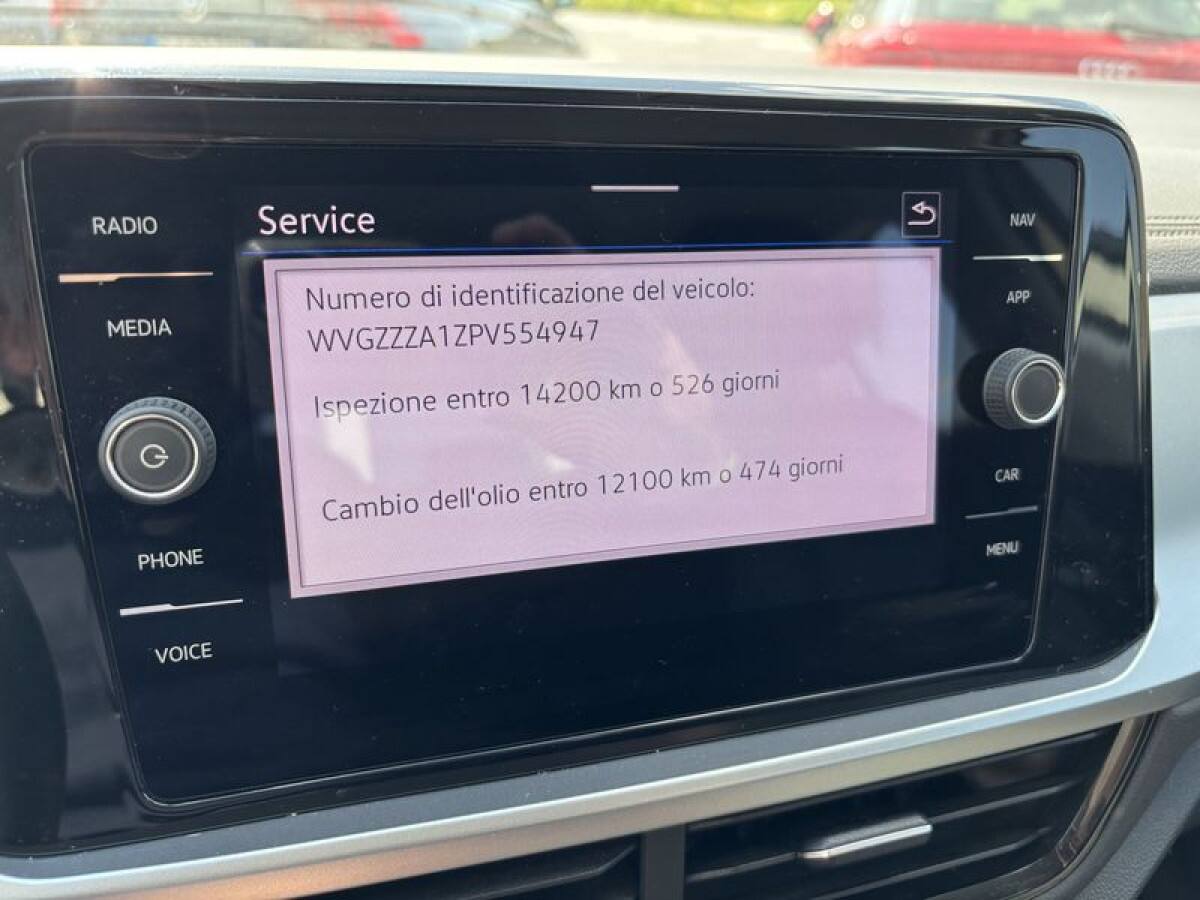 RADIO
MEDIA
PHONE
VOICE
Service
Numero di identificazione del veicolo:
WVGZZZA1ZPV554947
Ispezione entro 14200 km o 526 giorni
Cambio dell'olio entro 12100 km o 474 giorni
NAV
APP
CAR
MENU